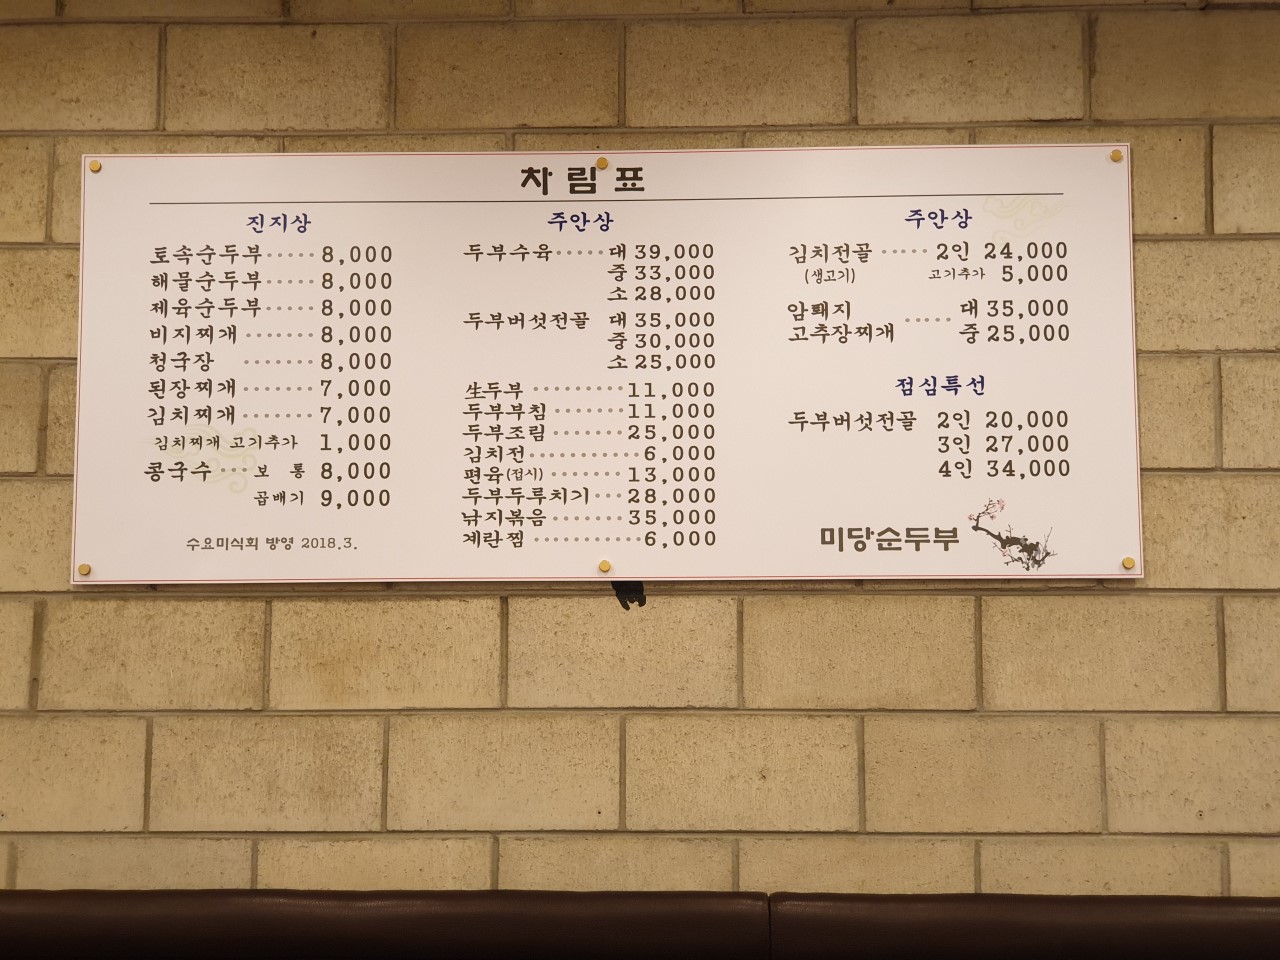 차림표
진지상
토속순두부 ····· 8,000
해물순두부 ····· 8,000
제육순두부 ····· 8,000
비지찌개 ······· 8,000
청국장 ······· 8,000
된장찌개 ······· 7,000
김치찌개 ······· 7,000
김치찌개 고기추가 1,000
콩국수 ··· 보 통 8,000
곱배기 9,000
수요미식회 방영 2018.3.
주안상
두부수육 ····· 대 39,000
중 33,000
소 28,000
두부버섯전골 대 35,000
중 30,000
소 25,000
生두부 ········· 11,000
두부부침 ······· 11,000
두부조림 ······· 25,000
김치전 ··········· 6,000
편육(접시) ······· 13,000
두부두루치기 ··· 28,000
낚지볶음 ······· 35,000
계란찜 ··········· 6,000
주안상
김치전골 ····· 2인 24,000
(생고기) 고기추가 5,000
암퇘지
고추장찌개 ····· 대 35,000
중 25,000
점심특선
두부버섯전골 2인 20,000
3인 27,000
4인 34,000
미당순두부